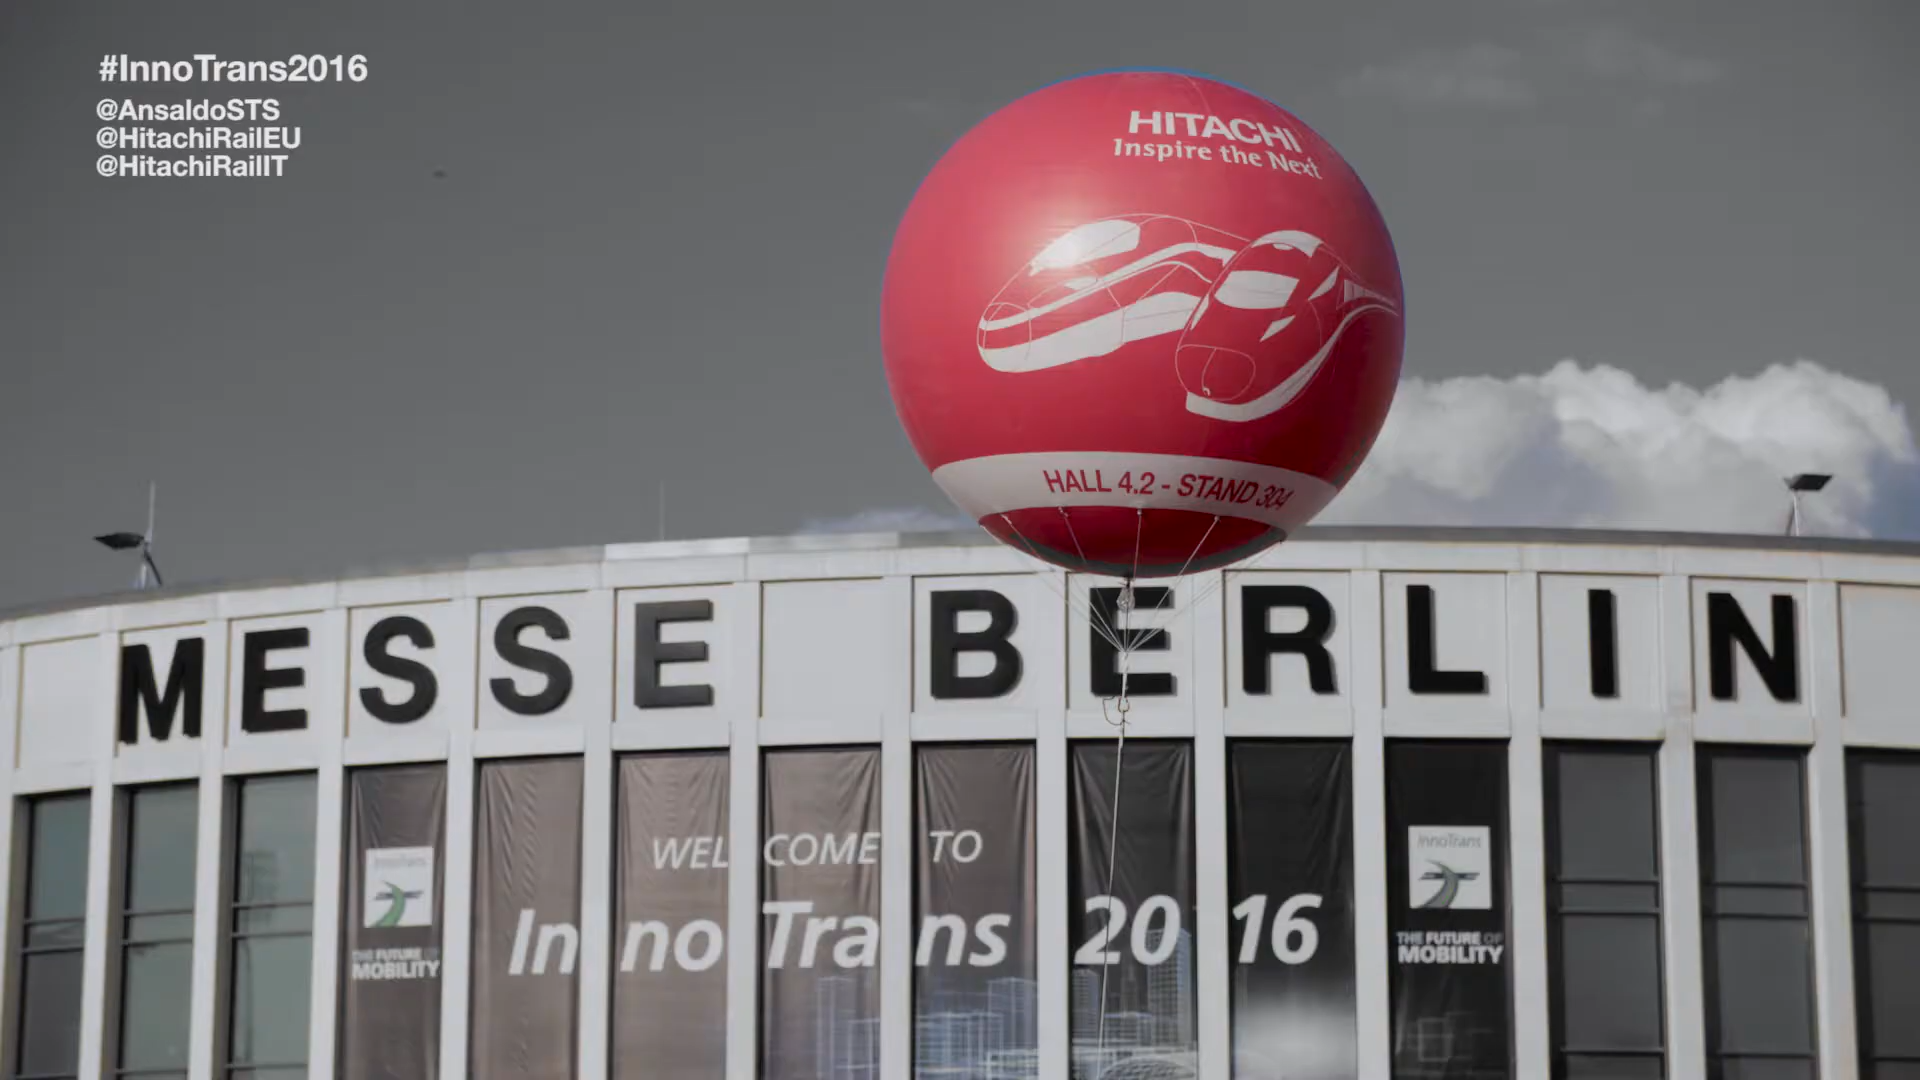 #InnoTrans2016
@AnsaldoSTS
@HitachiRailEU
@HitachiRailIT
HITACHI
Inspire the Next
HALL 4.2 - STAND 304
MESSE BERLIN
WELCOME TO
InnoTrans 2016
InnoTrans
THE FUTURE OF
MOBILITY
InnoTrans
THE FUTURE OF
MOBILITY